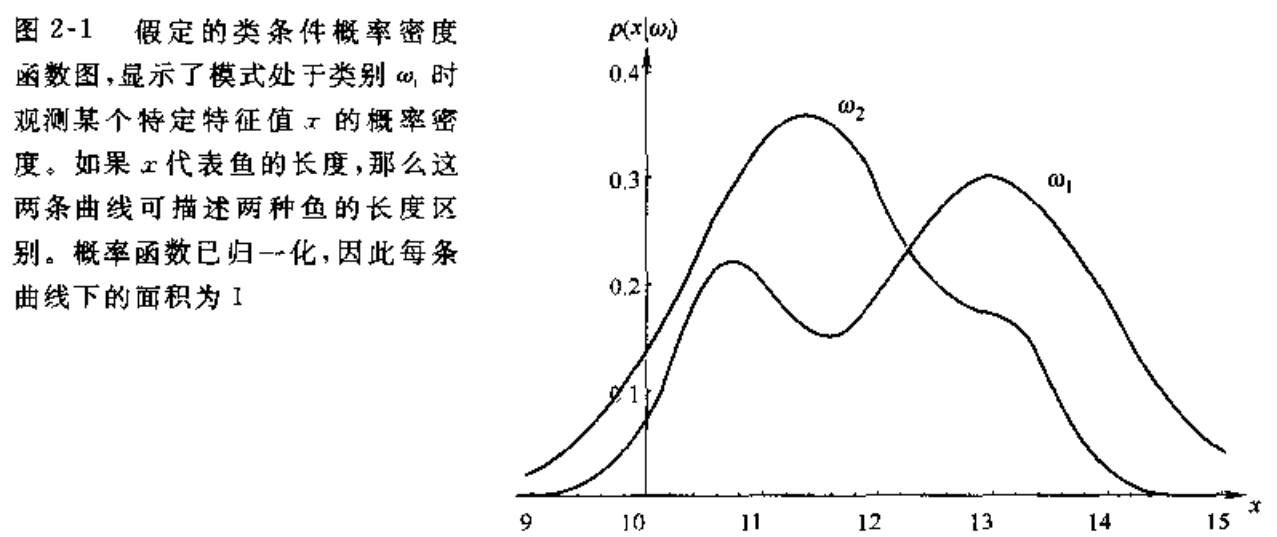 图 2-1 假定的类条件概率密度
函数图,显示了模式处于类别 ωᵢ 时
观测某个特定特征值 x 的概率密
度。如果 x 代表鱼的长度,那么这
两条曲线可描述两种鱼的长度区
别。概率函数已归一化,因此每条
曲线下的面积为 1
p(x|ωᵢ)
0.4
ω₂
0.3
ω₁
0.2
0.1
x
9 10 11 12 13 14 15